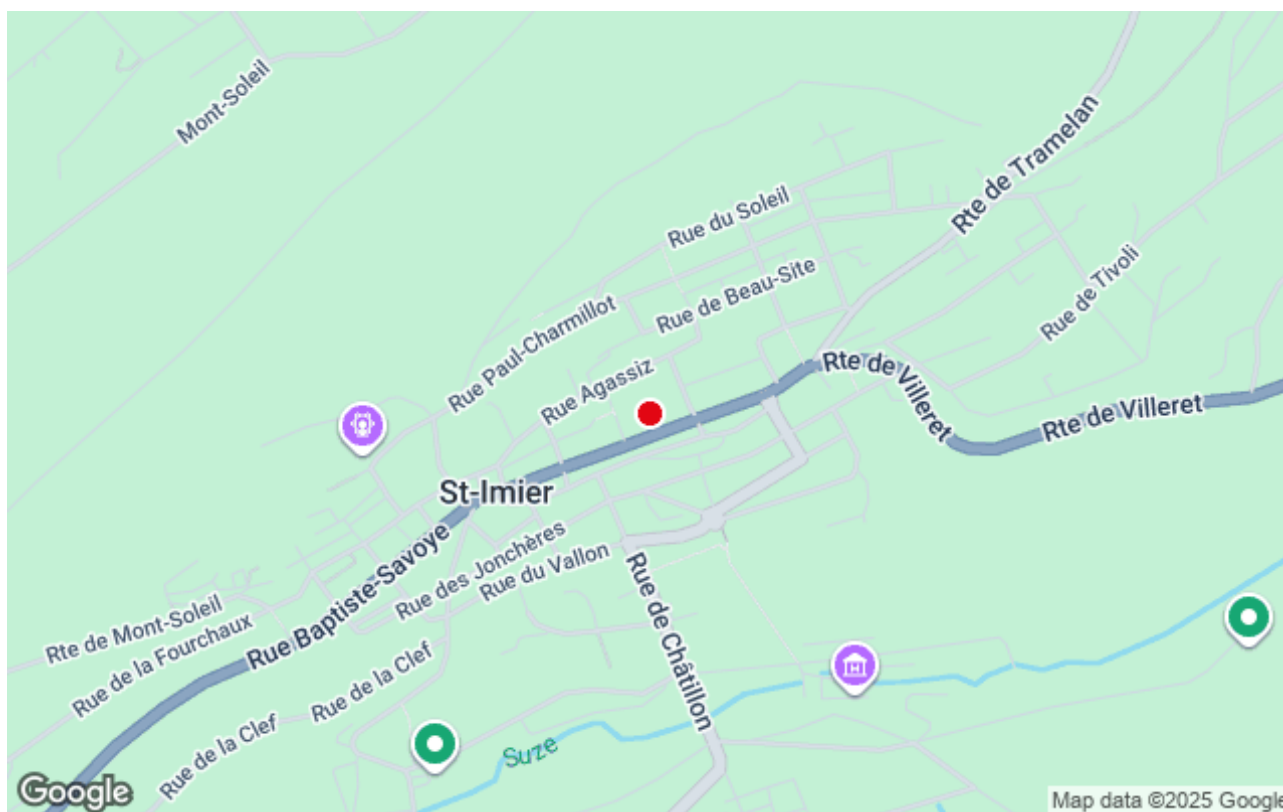 Mont-Soleil
Rte de Tramelan
Rue du Soleil
Rue de Beau-Site
Rue de Tivoli
Rue Paul-Charmillot
Rue Agassiz
Rte de Villeret
Rte de Villeret
St-Imier
Rue des Jonchères
Rue du Vallon
Rue Baptiste-Savoye
Rue de Châtillon
Rte de Mont-Soleil
Rue de la Fourchaux
Rue de la Clef
Rue de la Clef
Suze
Google
Map data ©2025 Google